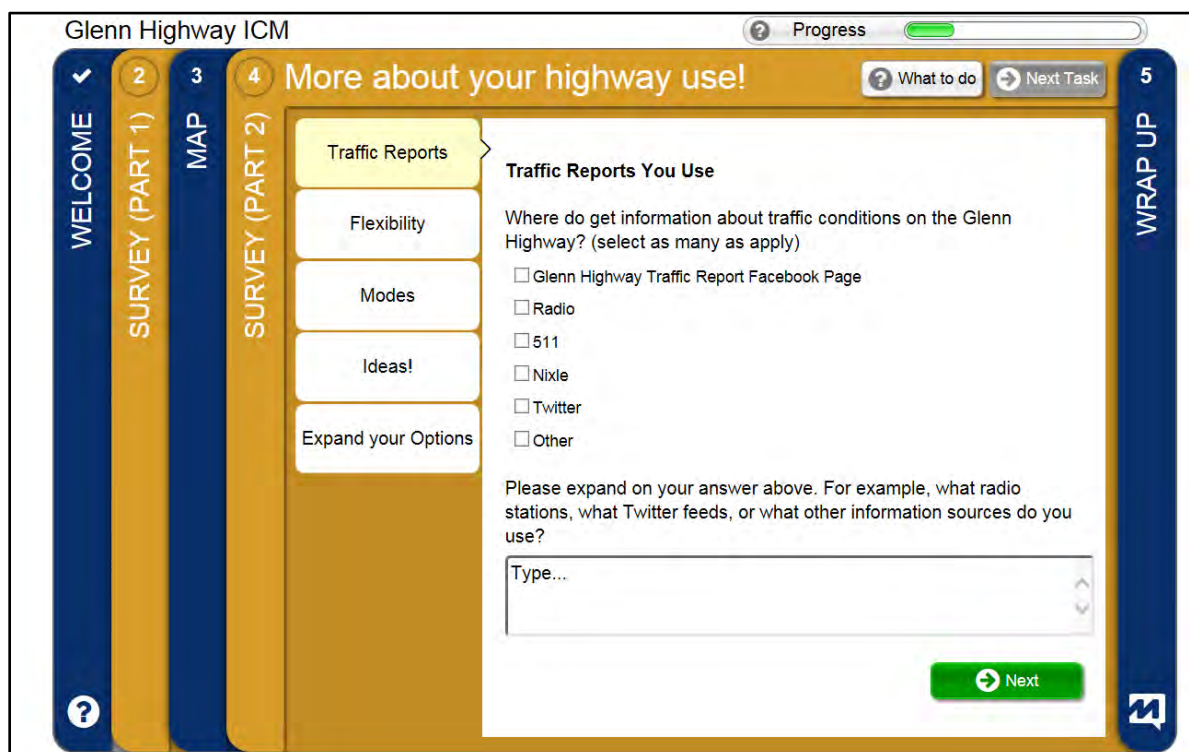 Glenn Highway ICM
Progress
WELCOME
2
SURVEY (PART 1)
3
MAP
4
SURVEY (PART 2)
More about your highway use!
What to do
Next Task
5
WRAP UP
Traffic Reports
Flexibility
Modes
Ideas!
Expand your Options
Traffic Reports You Use
Where do get information about traffic conditions on the Glenn
Highway? (select as many as apply)
Glenn Highway Traffic Report Facebook Page
Radio
511
Nixle
Twitter
Other
Please expand on your answer above. For example, what radio
stations, what Twitter feeds, or what other information sources do you
use?
Type...
Next